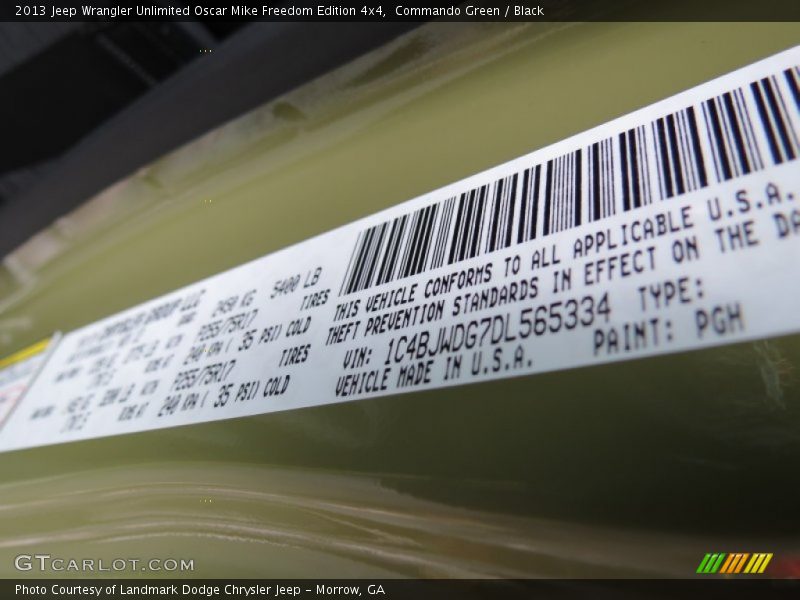 2013 Jeep Wrangler Unlimited Oscar Mike Freedom Edition 4x4, Commando Green / Black
5400 LB
2450 KG
TIRES
P255/75R17
240 KPA ( 35 PSI) COLD
TIRES
P255/75R17
240 KPA ( 35 PSI) COLD
THIS VEHICLE CONFORMS TO ALL APPLICABLE U.S.A.
THEFT PREVENTION STANDARDS IN EFFECT ON THE DA
VIN: 1C4BJWDG7DL565334 TYPE:
VEHICLE MADE IN U.S.A. PAINT: PGH
GTCARLOT.COM
Photo Courtesy of Landmark Dodge Chrysler Jeep – Morrow, GA